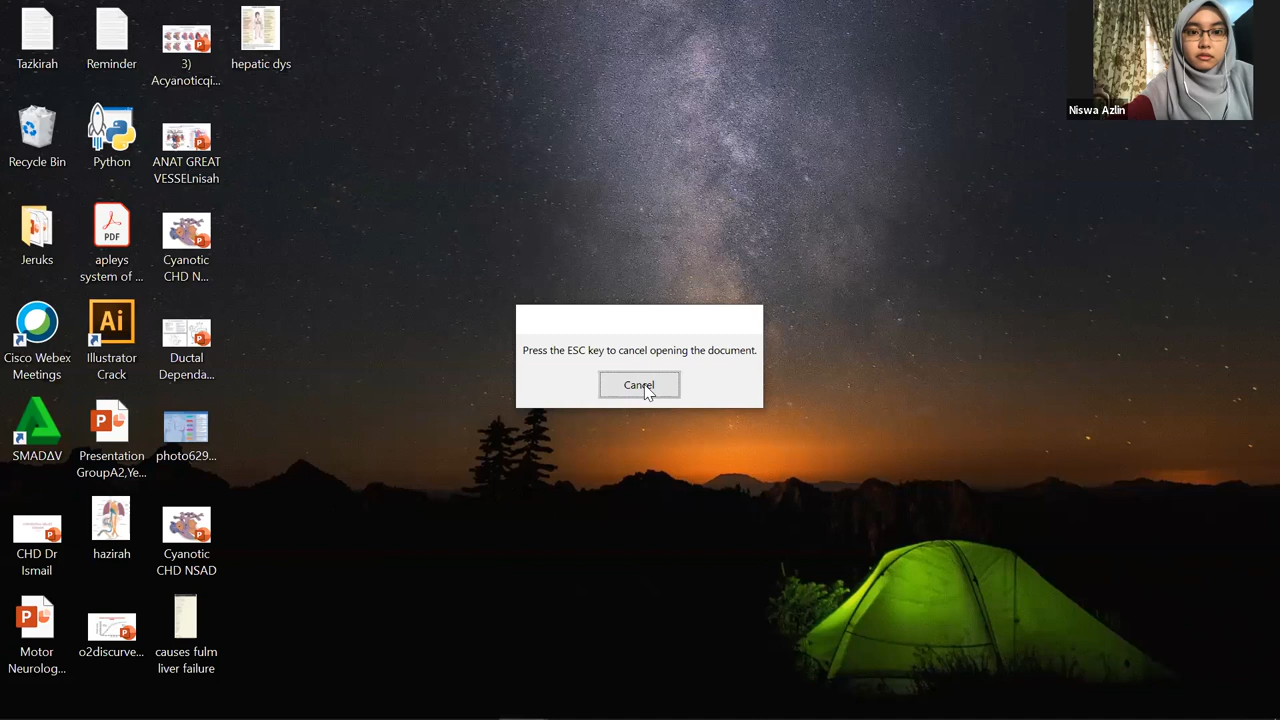 Tazkirah
Reminder
3)
Acyanoticqi...
hepatic dys
Niswa Azlin
Recycle Bin
Python
ANAT GREAT
VESSELnisah
Jeruks
PDF
apleys
system of ...
Cyanotic
CHD N...
Cisco Webex
Meetings
Ai
Illustrator
Crack
Ductal
Dependa...
Press the ESC key to cancel opening the document.
Cancel
SMADΔV
Presentation
GroupA2,Ye...
photo629...
CHD Dr
Ismail
hazirah
Cyanotic
CHD NSAD
Motor
Neurolog...
o2discurve...
causes fulm
liver failure